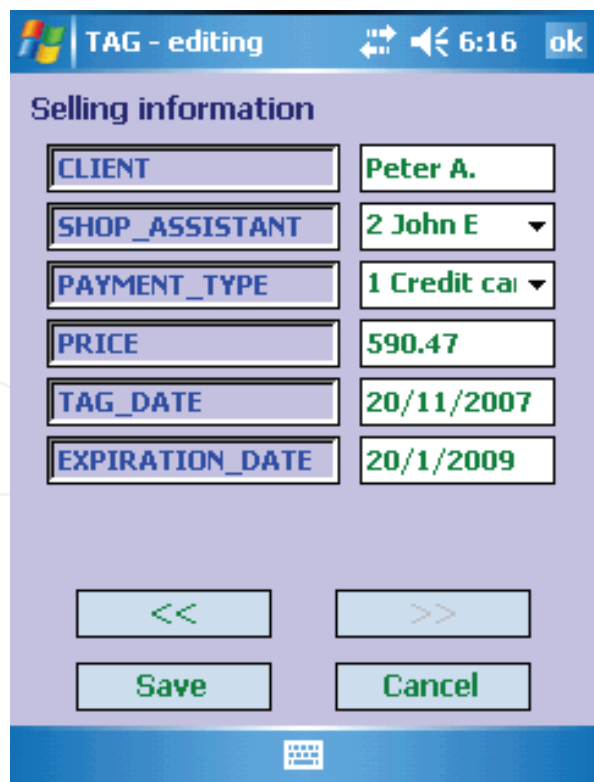 TAG - editing 6:16 ok
Selling information
CLIENT Peter A.
SHOP_ASSISTANT 2 John E
PAYMENT_TYPE 1 Credit ca
PRICE 590.47
TAG_DATE 20/11/2007
EXPIRATION_DATE 20/1/2009
<< >>
Save Cancel